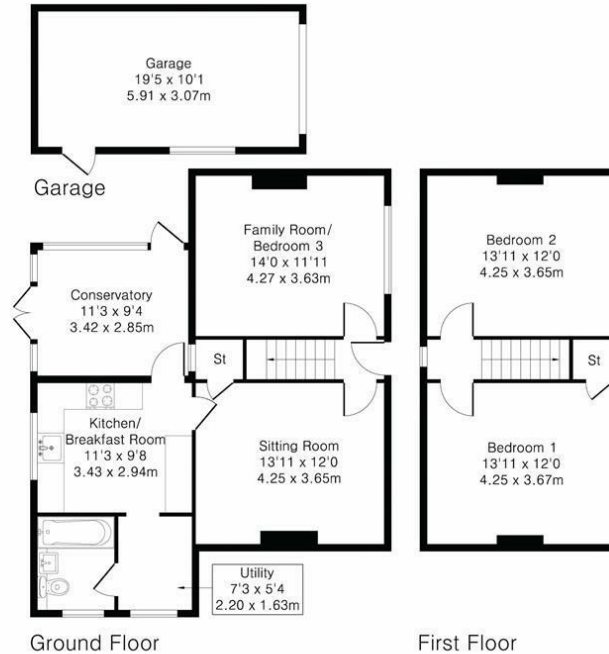 Garage
19'5 x 10'1
5.91 x 3.07m
Garage
Family Room/
Bedroom 3
14'0 x 11'11
4.27 x 3.63m
Bedroom 2
13'11 x 12'0
4.25 x 3.65m
Conservatory
11'3 x 9'4
3.42 x 2.85m
St
St
Kitchen/
Breakfast Room
11'3 x 9'8
3.43 x 2.94m
Sitting Room
13'11 x 12'0
4.25 x 3.65m
Bedroom 1
13'11 x 12'0
4.25 x 3.67m
Utility
7'3 x 5'4
2.20 x 1.63m
Ground Floor
First Floor